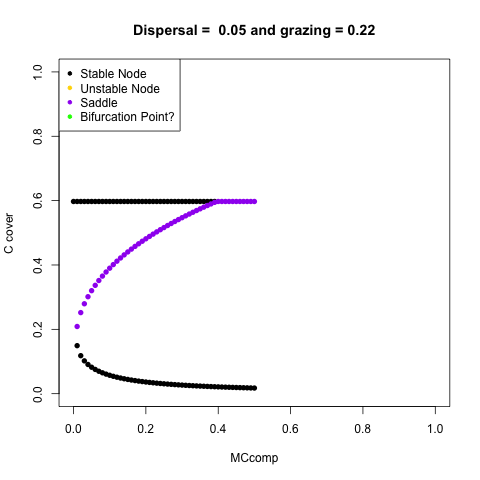 Dispersal =  0.05 and grazing = 0.22
Stable Node
Unstable Node
Saddle
Bifurcation Point?
C cover
1.0
0.8
0.6
0.4
0.2
0.0
0.0 0.2 0.4 0.6 0.8 1.0
MCcomp